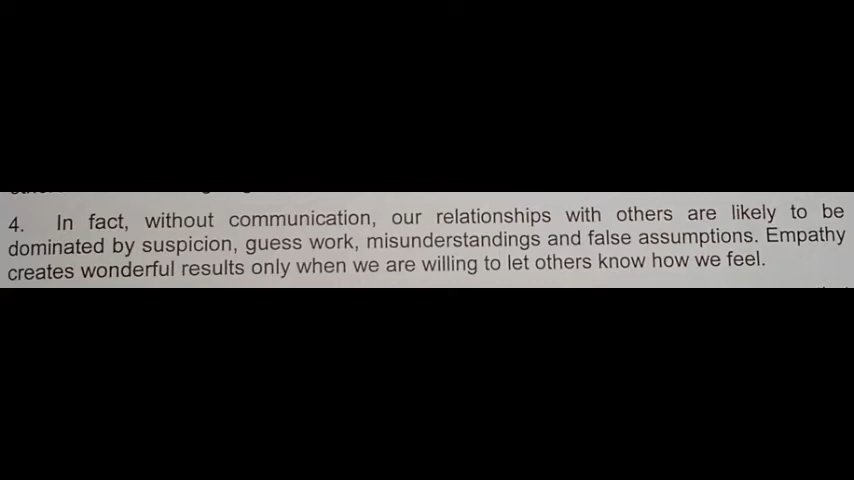 4. In fact, without communication, our relationships with others are likely to be
dominated by suspicion, guess work, misunderstandings and false assumptions. Empathy
creates wonderful results only when we are willing to let others know how we feel.